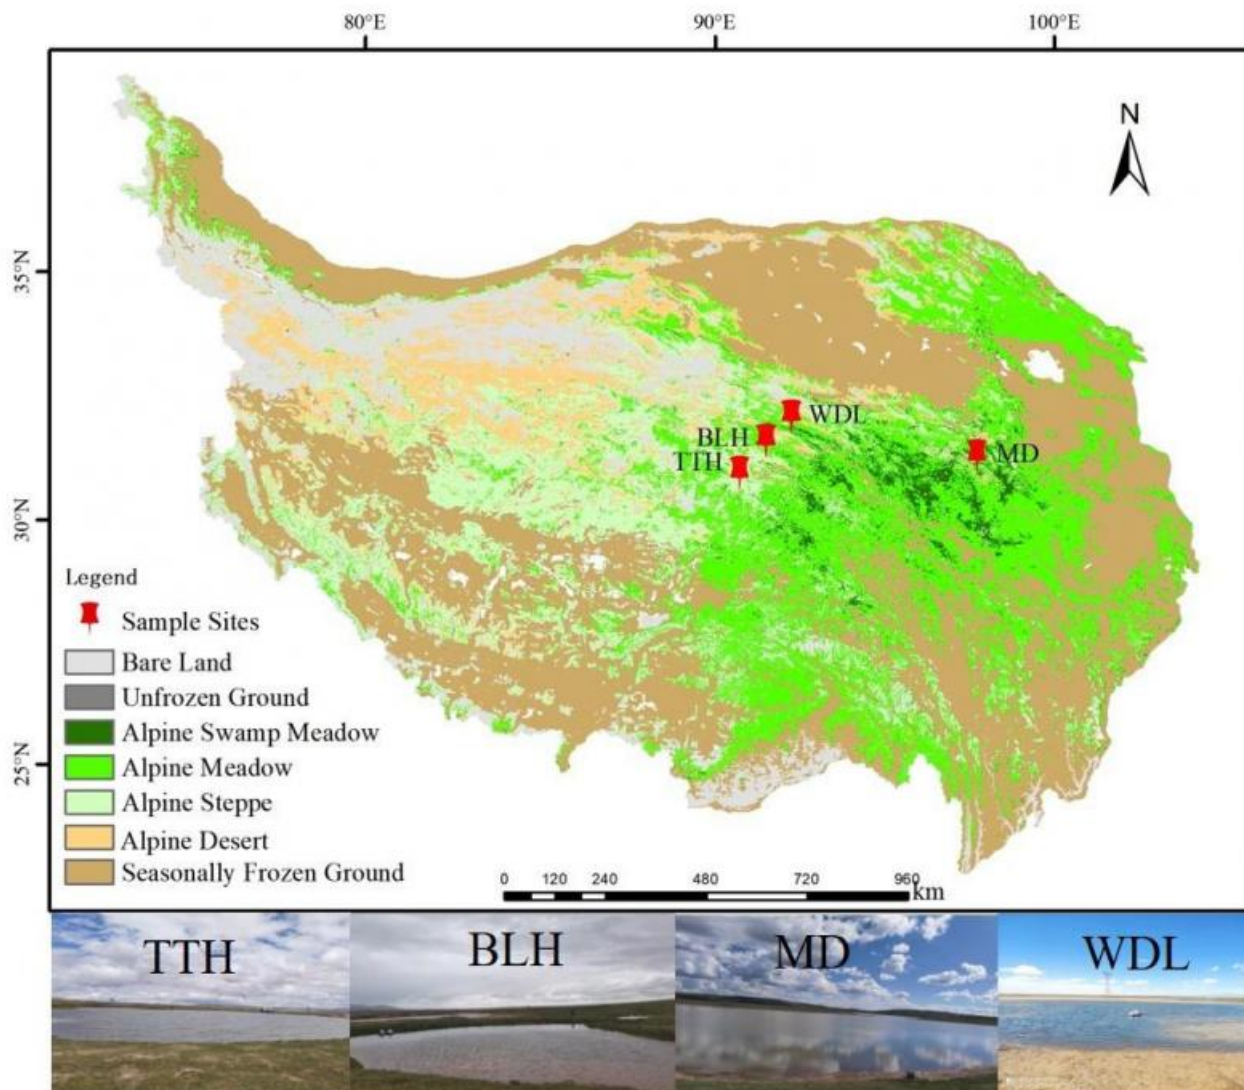 80°E
90°E
100°E
N
35°N
30°N
25°N
WDL
BLH
TTH
MD
Legend
Sample Sites
Bare Land
Unfrozen Ground
Alpine Swamp Meadow
Alpine Meadow
Alpine Steppe
Alpine Desert
Seasonally Frozen Ground
0 120 240 480 720 960 km
TTH
BLH
MD
WDL